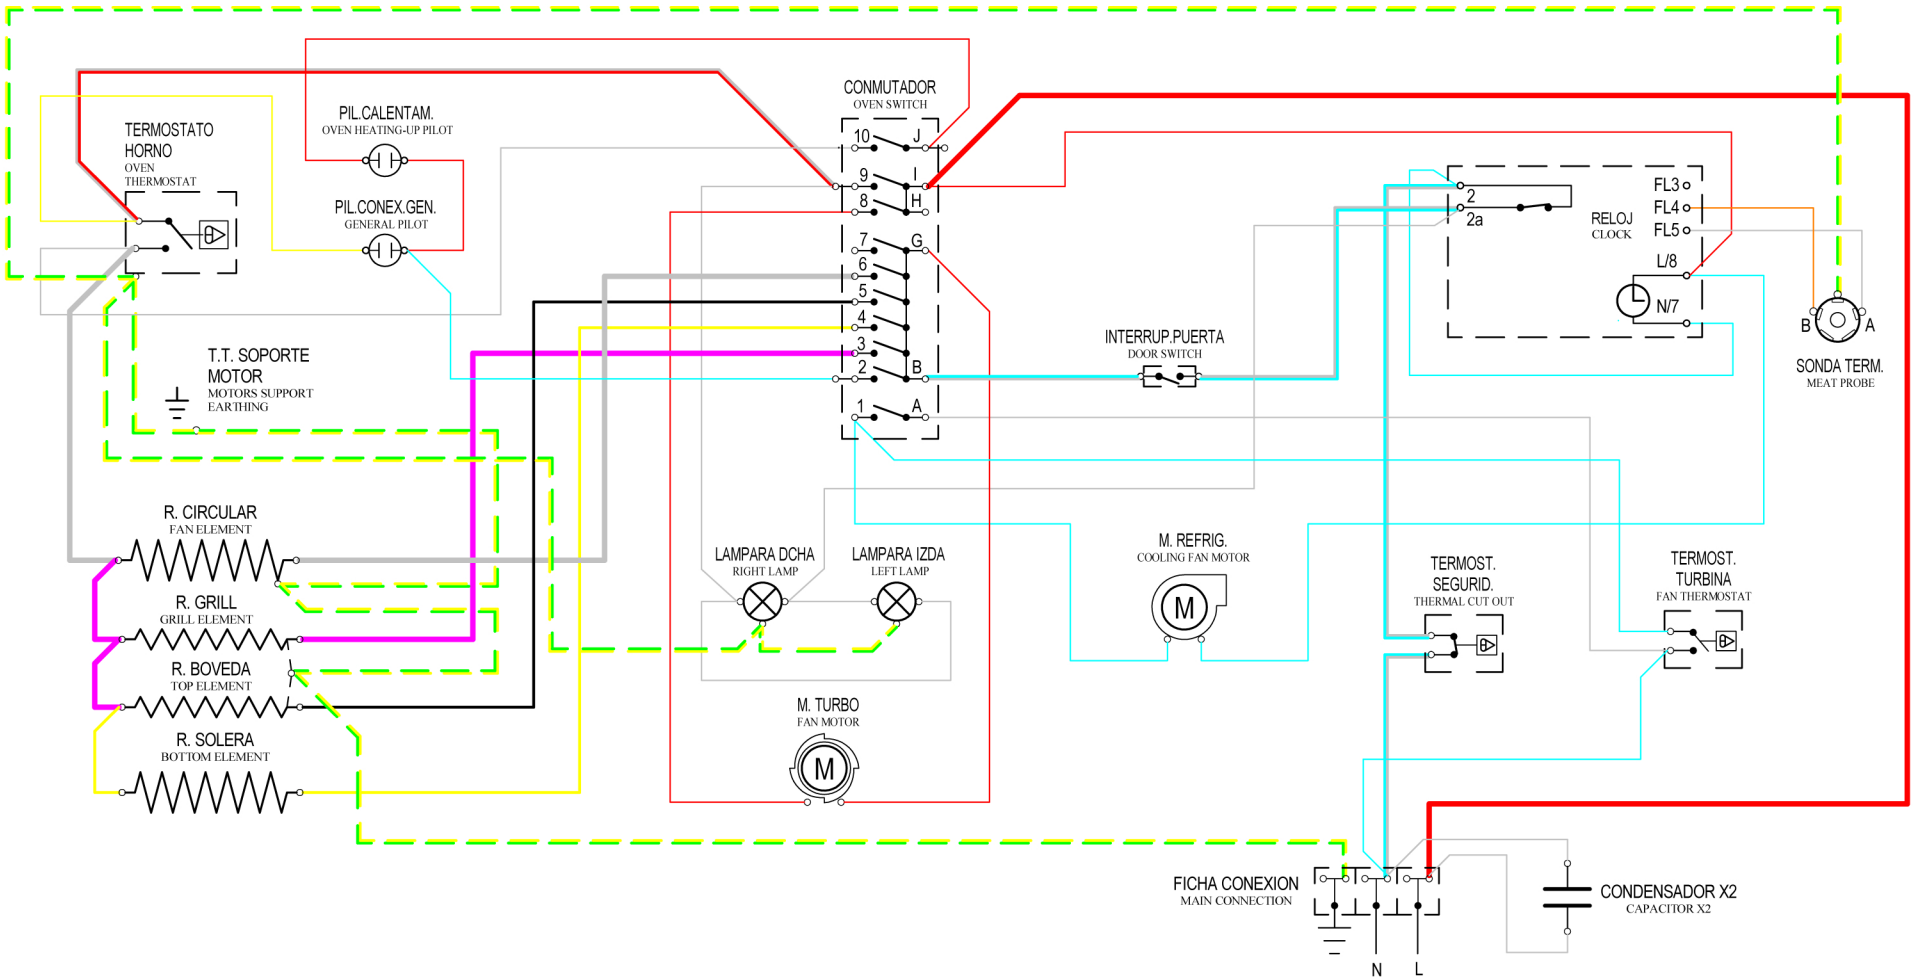 PIL.CALENTAM.
OVEN HEATING-UP PILOT
CONMUTADOR
OVEN SWITCH
TERMOSTATO
HORNO
OVEN
THERMOSTAT
PIL.CONEX.GEN.
GENERAL PILOT
10 J
9 I
8 H
7 G
6
5
4
3
2 B
1 A
2
2a
FL3
FL4
FL5
RELOJ
CLOCK
L/8
N/7
B A
SONDA TERM.
MEAT PROBE
INTERRUP.PUERTA
DOOR SWITCH
T.T. SOPORTE
MOTOR
MOTORS SUPPORT
EARTHING
R. CIRCULAR
FAN ELEMENT
R. GRILL
GRILL ELEMENT
R. BOVEDA
TOP ELEMENT
R. SOLERA
BOTTOM ELEMENT
LAMPARA DCHA
RIGHT LAMP
LAMPARA IZDA
LEFT LAMP
M. TURBO
FAN MOTOR
M
M. REFRIG.
COOLING FAN MOTOR
M
TERMOST.
SEGURID.
THERMAL CUT OUT
TERMOST.
TURBINA
FAN THERMOSTAT
FICHA CONEXION
MAIN CONNECTION
N L
CONDENSADOR X2
CAPACITOR X2